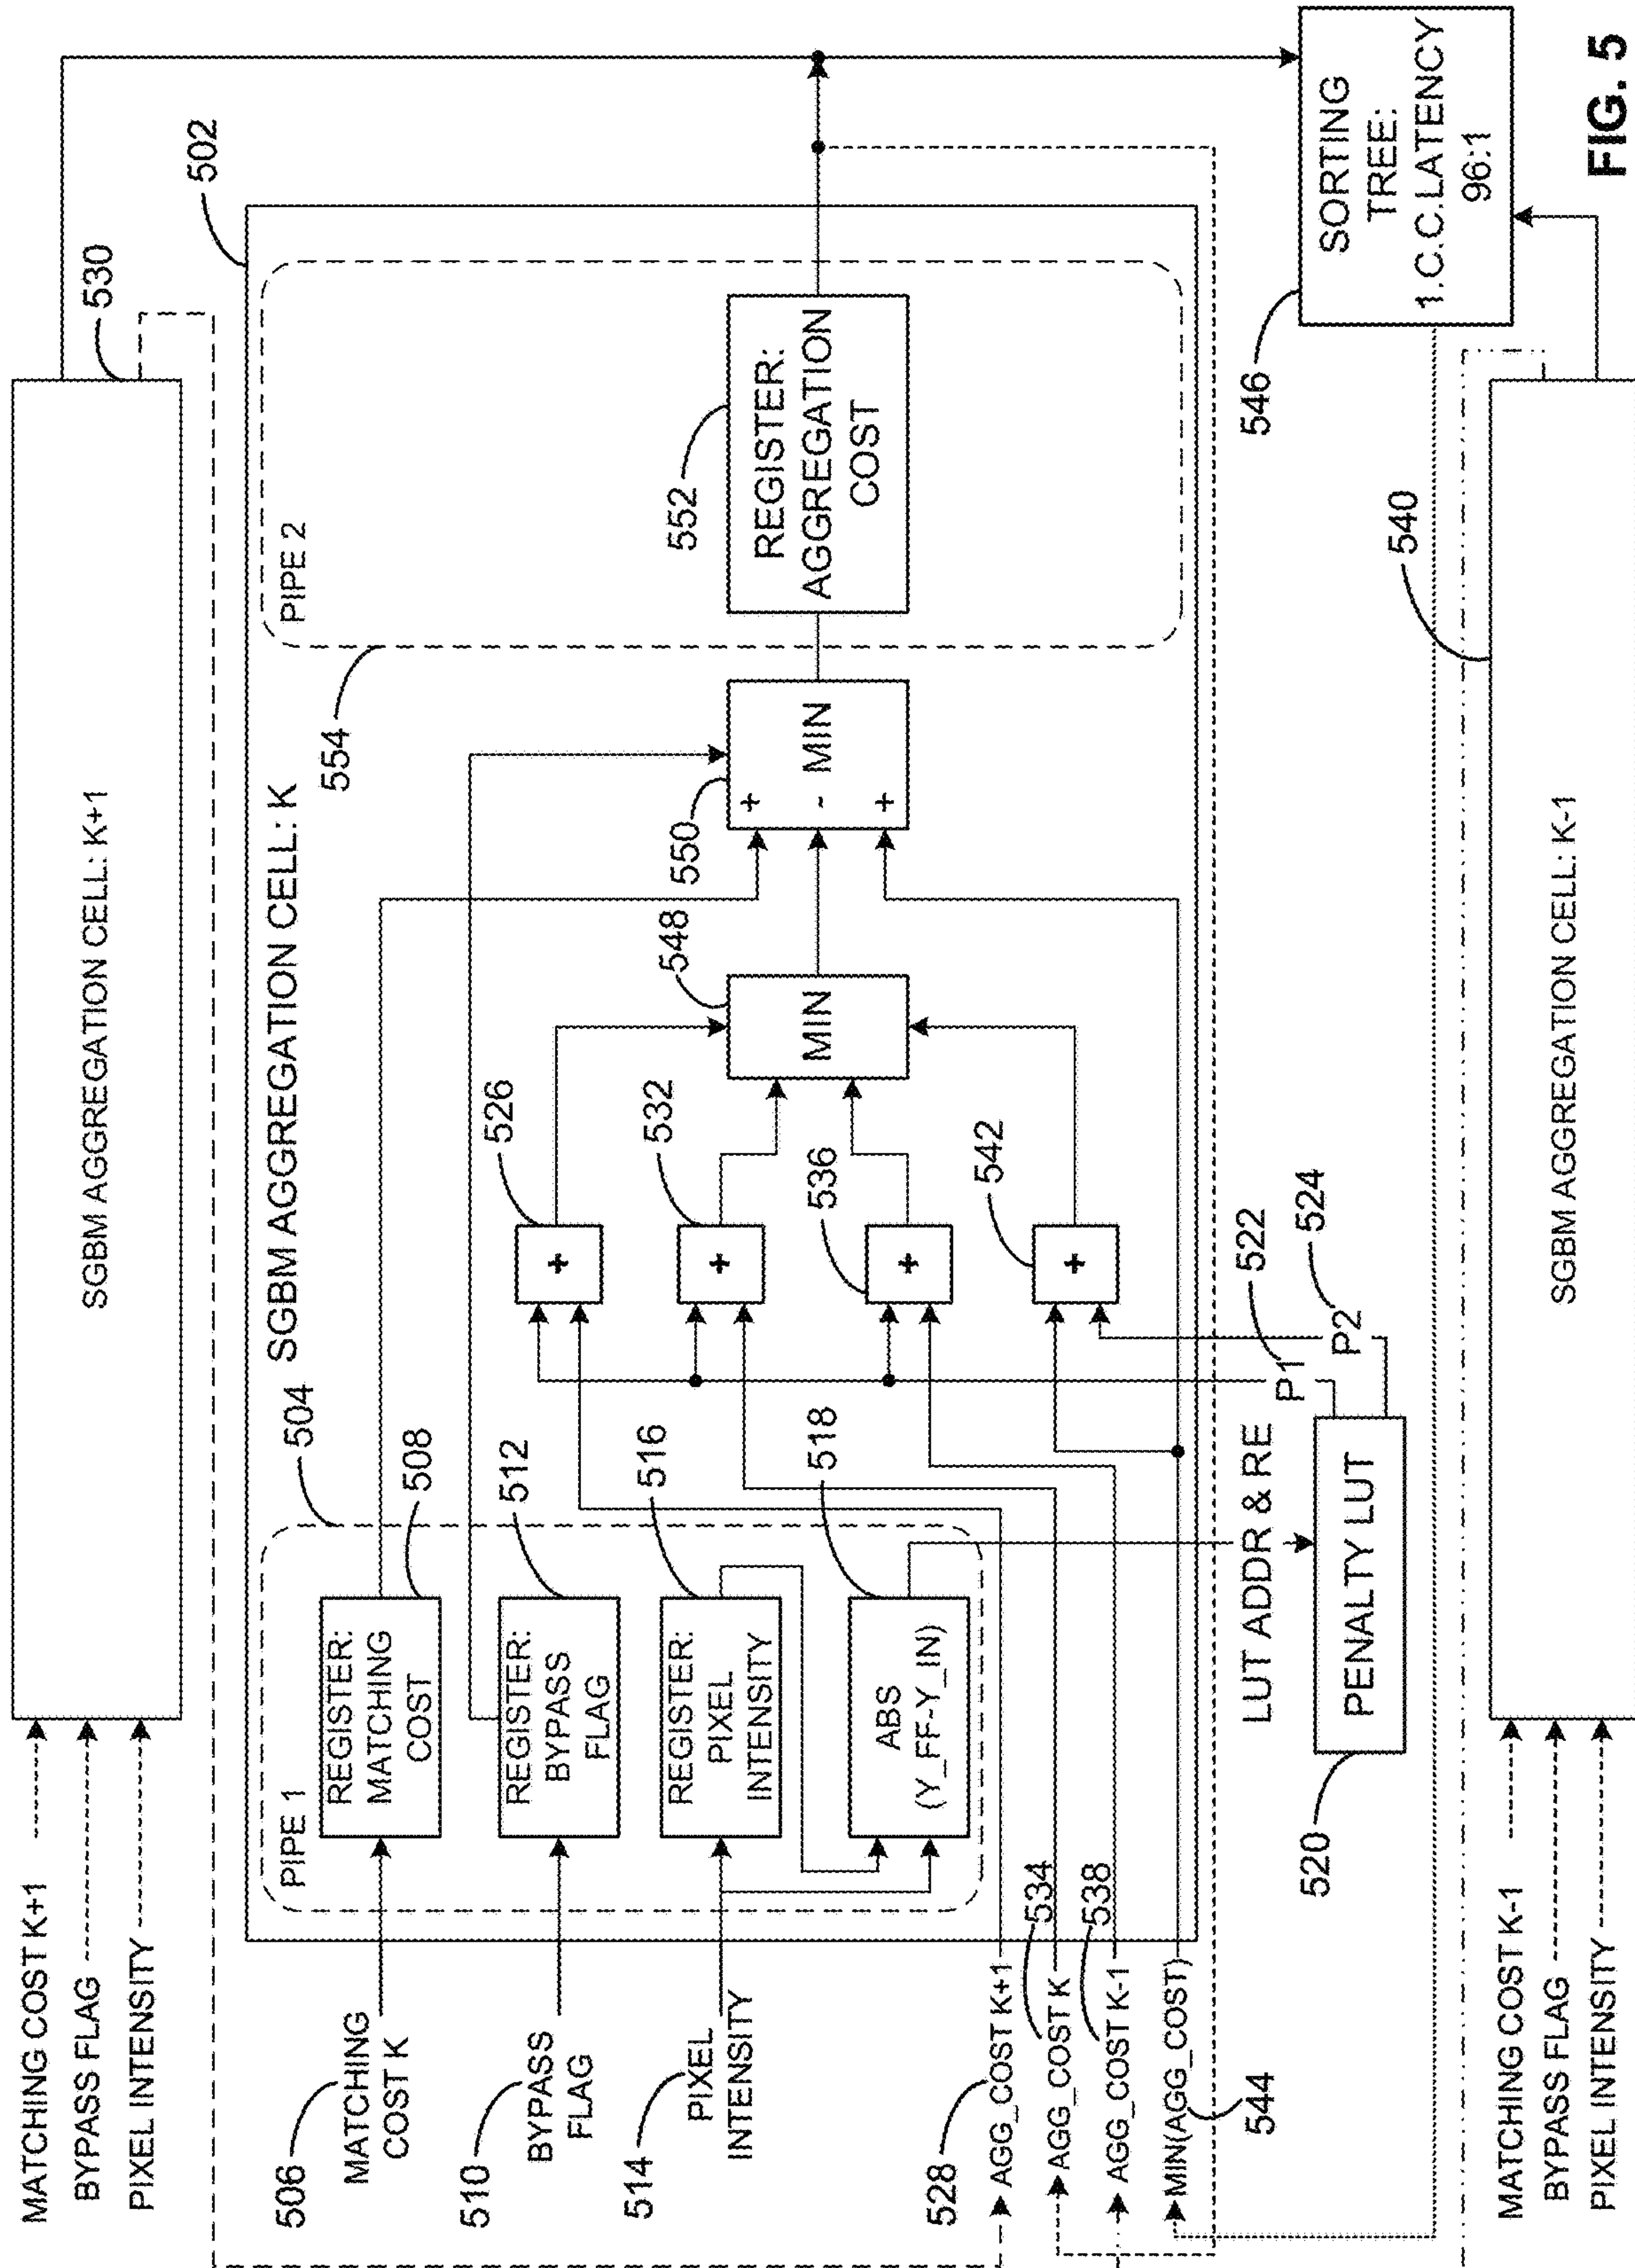 MATCHING COST K+1
BYPASS FLAG
PIXEL INTENSITY
SGBM AGGREGATION CELL: K+1
530
502
SGBM AGGREGATION CELL: K
504
PIPE 1
506
MATCHING
COST K
REGISTER:
MATCHING
COST
508
510
BYPASS
FLAG
REGISTER:
BYPASS
FLAG
512
514
PIXEL
INTENSITY
REGISTER:
PIXEL
INTENSITY
516
ABS
(Y_FF-Y_IN)
518
526
+
532
+
536
+
542
+
548
MIN
550
+
- MIN
+
554
PIPE 2
552
REGISTER:
AGGREGATION
COST
528
AGG_COST K+1
534
AGG_COST K
538
AGG_COST K-1
MIN(AGG_COST)
544
LUT ADDR & RE
P1
522
P2
524
520
PENALTY LUT
546
SORTING
TREE:
1.C.C.LATENCY
96:1
540
MATCHING COST K-1
BYPASS FLAG
PIXEL INTENSITY
SGBM AGGREGATION CELL: K-1
FIG. 5